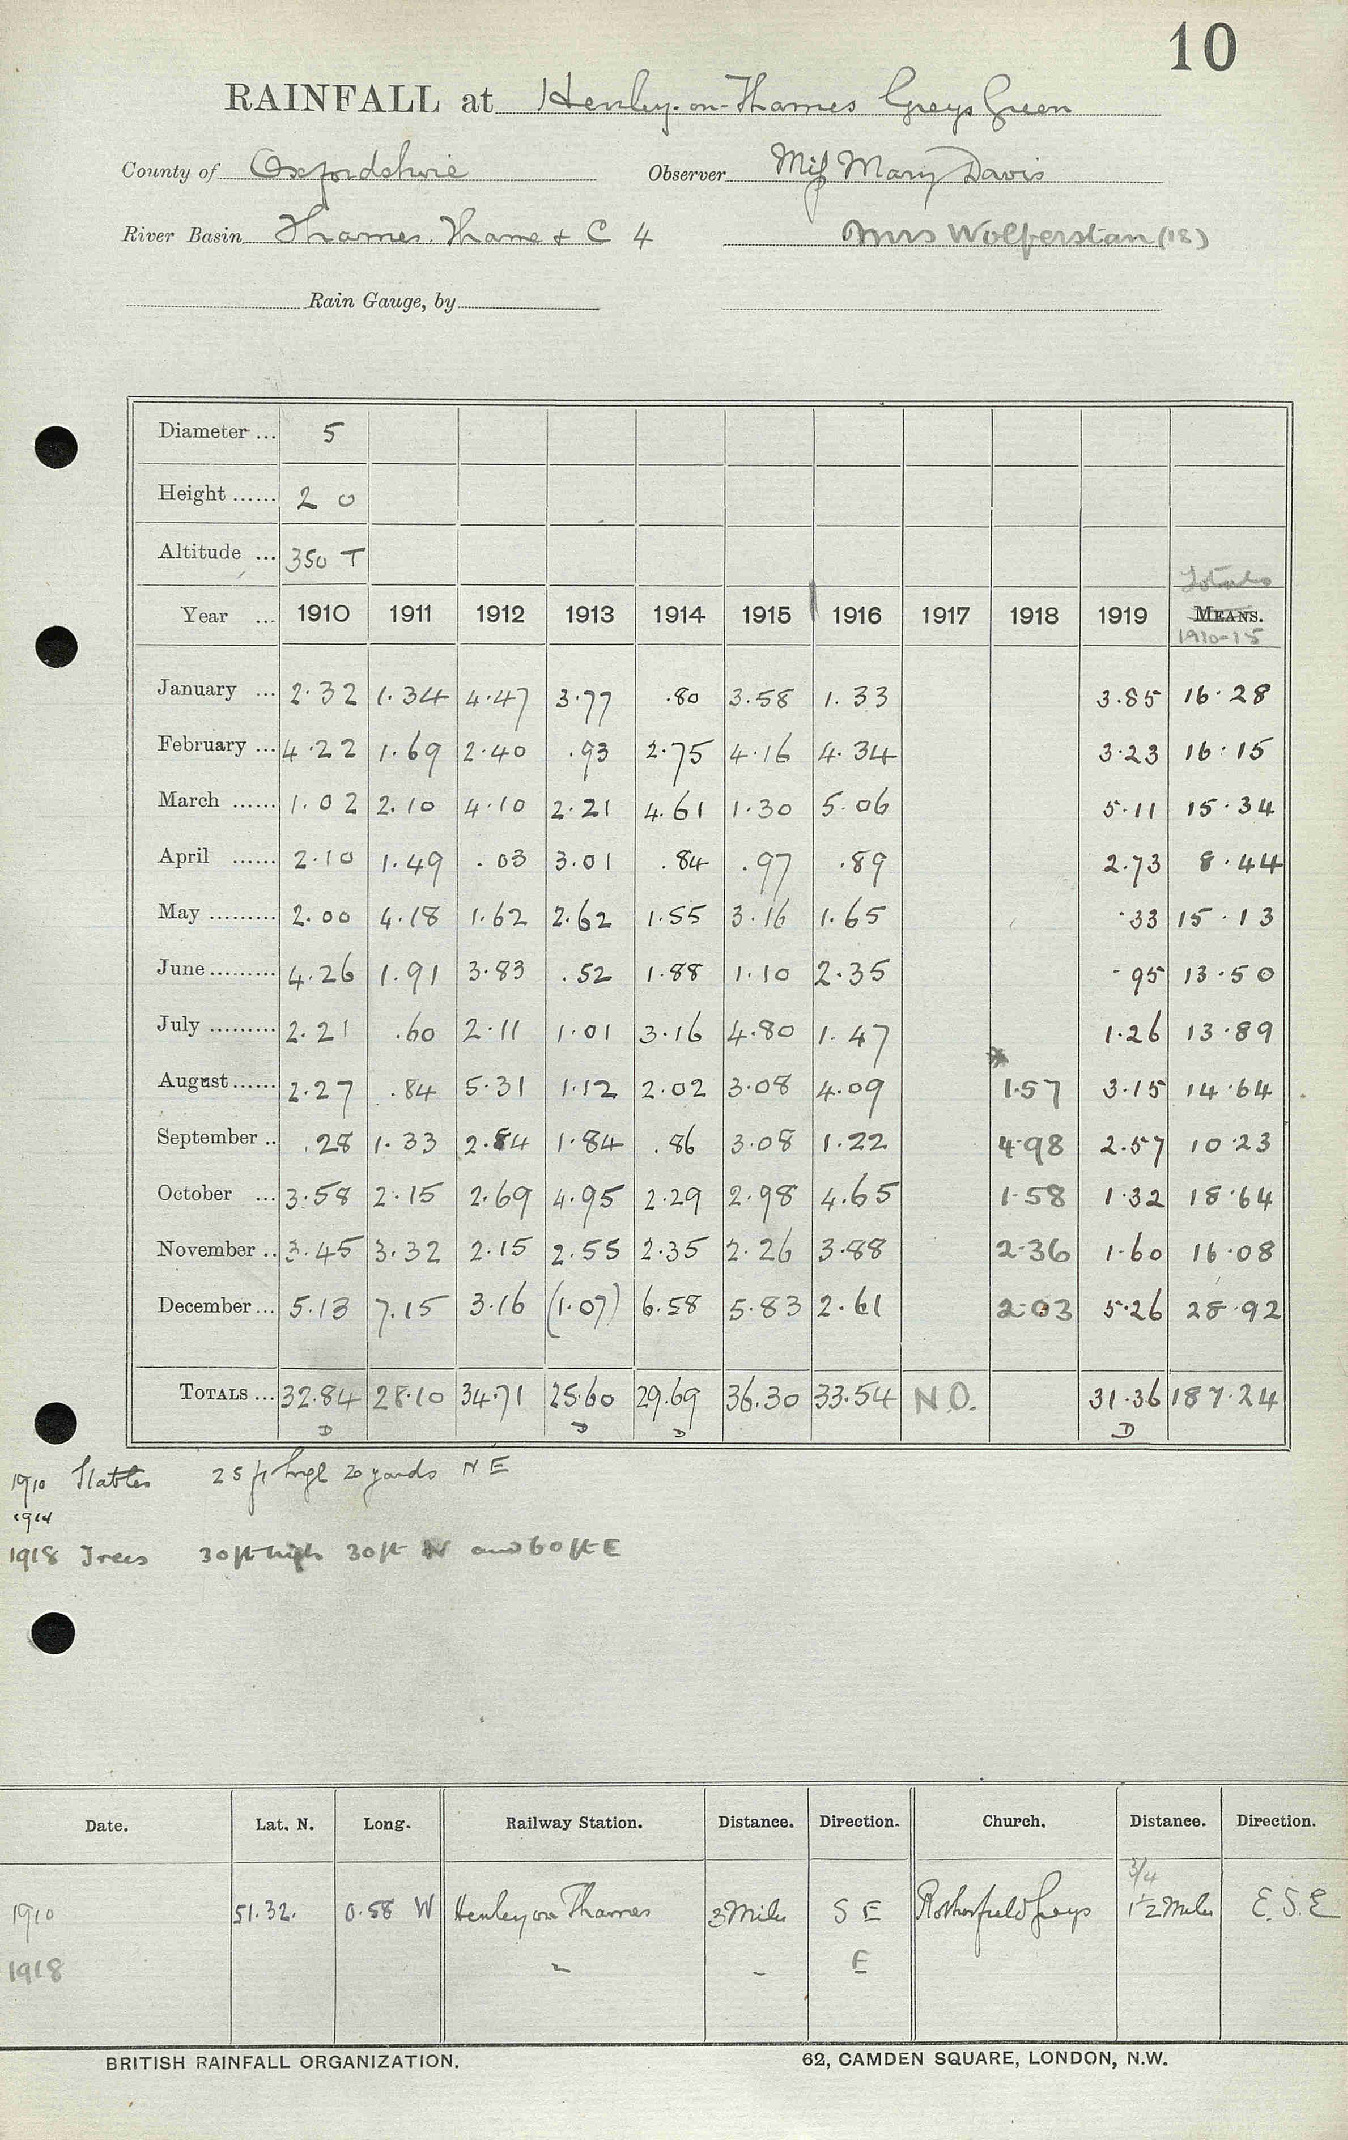 10
RAINFALL at Henley-on-Thames Greys Green
County of Oxfordshire Observer Miss Mary Davis
River Basin Thames. Thame & C 4 Mrs Wolferstan (18)
Rain Gauge, by
Diameter ... 5
Height ...... 2 0
Altitude ... 350 T
Totals
Year ... 1910 1911 1912 1913 1914 1915 1916 1917 1918 1919 MEANS.
1910-15
January ... 2.32 1.34 4.47 3.77 .80 3.58 1.33 3.85 16.28
February ... 4.22 1.69 2.40 .93 2.75 4.16 4.34 3.23 16.15
March ...... 1.02 2.10 4.10 2.21 4.61 1.30 5.06 5.11 15.34
April ...... 2.10 1.49 .03 3.01 .84 .97 .89 2.73 8.44
May ......... 2.00 4.18 1.62 2.62 1.55 3.16 1.65 .33 15.13
June ......... 4.26 1.91 3.83 .52 1.88 1.10 2.35 .95 13.50
July ......... 2.21 .60 2.11 1.01 3.16 4.80 1.47 1.26 13.89
August ...... 2.27 .84 5.31 1.12 2.02 3.08 4.09 * 1.57 3.15 14.64
September .. .28 1.33 2.84 1.84 .86 3.08 1.22 4.98 2.57 10.23
October ... 3.58 2.15 2.69 4.95 2.29 2.98 4.65 1.58 1.32 18.64
November .. 3.45 3.32 2.15 2.55 2.35 2.26 3.88 2.36 1.60 16.08
December ... 5.13 7.15 3.16 (1.07) 6.58 5.83 2.61 2.03 5.26 28.92
TOTALS ... 32.84 28.10 34.71 25.60 29.69 36.30 33.54 N.O. 31.36 187.24
D D D D
1910 Stables 25 ft high 20 yards N E
1914
1918 Trees 30 ft high 30 ft N and 60 ft E
Date. Lat. N. Long. Railway Station. Distance. Direction. Church. Distance. Direction.
3/4
1910 51.32. 0.58 W Henley on Thames 3 Miles S E Rotherfield Greys 1 1/2 Miles E.S.E
1918 " - E
BRITISH RAINFALL ORGANIZATION. 62, CAMDEN SQUARE, LONDON, N.W.